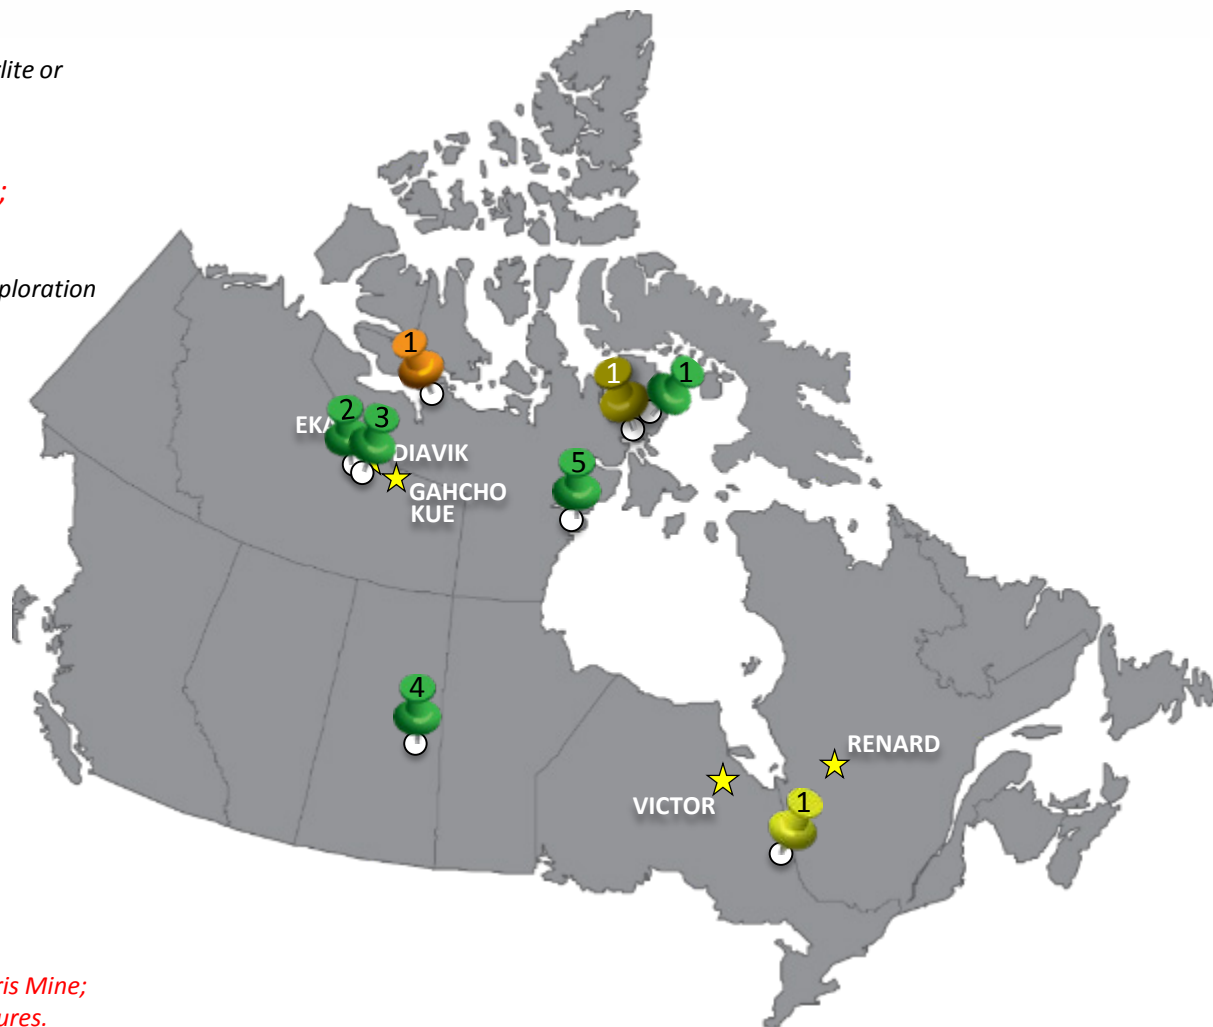 lite or
;
ploration
1
1
1
2
3
EKA
DIAVIK
5
GAHCHO
KUE
4
RENARD
VICTOR
1
ris Mine;
ures.